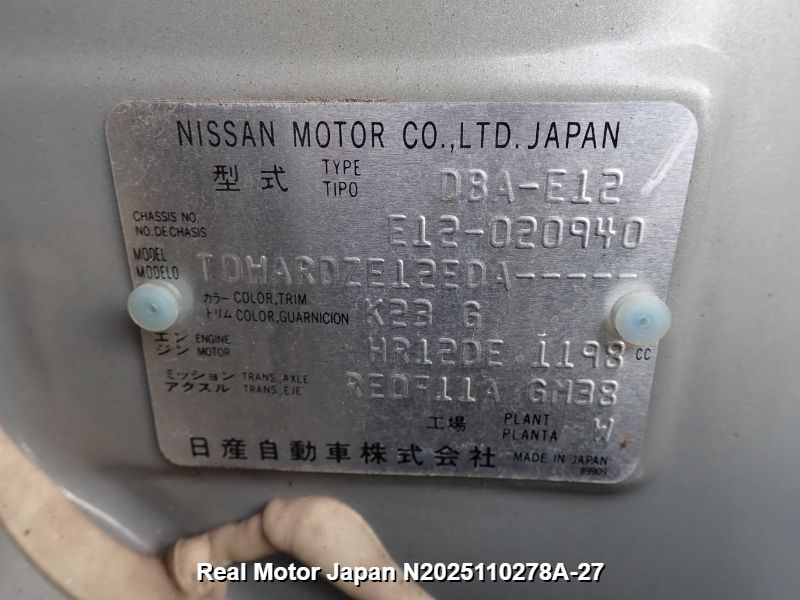 NISSAN MOTOR CO.,LTD. JAPAN
型式 TYPE TIPO DBA-E12
CHASSIS NO. NO.DE CHASIS E12-020940
MODEL MODELO TDHARDZE12EDA-----
カラー COLOR,TRIM トリム COLOR,GUARNICION K23 G
エンジン ENGINE MOTOR HR12DE 1198 CC
ミッション TRANS.,AXLE アクスル TRANS.,EJE RE0F11A GM38
工場 PLANT PLANTA W
日産自動車株式会社 MADE IN JAPAN
89909
Real Motor Japan N2025110278A-27